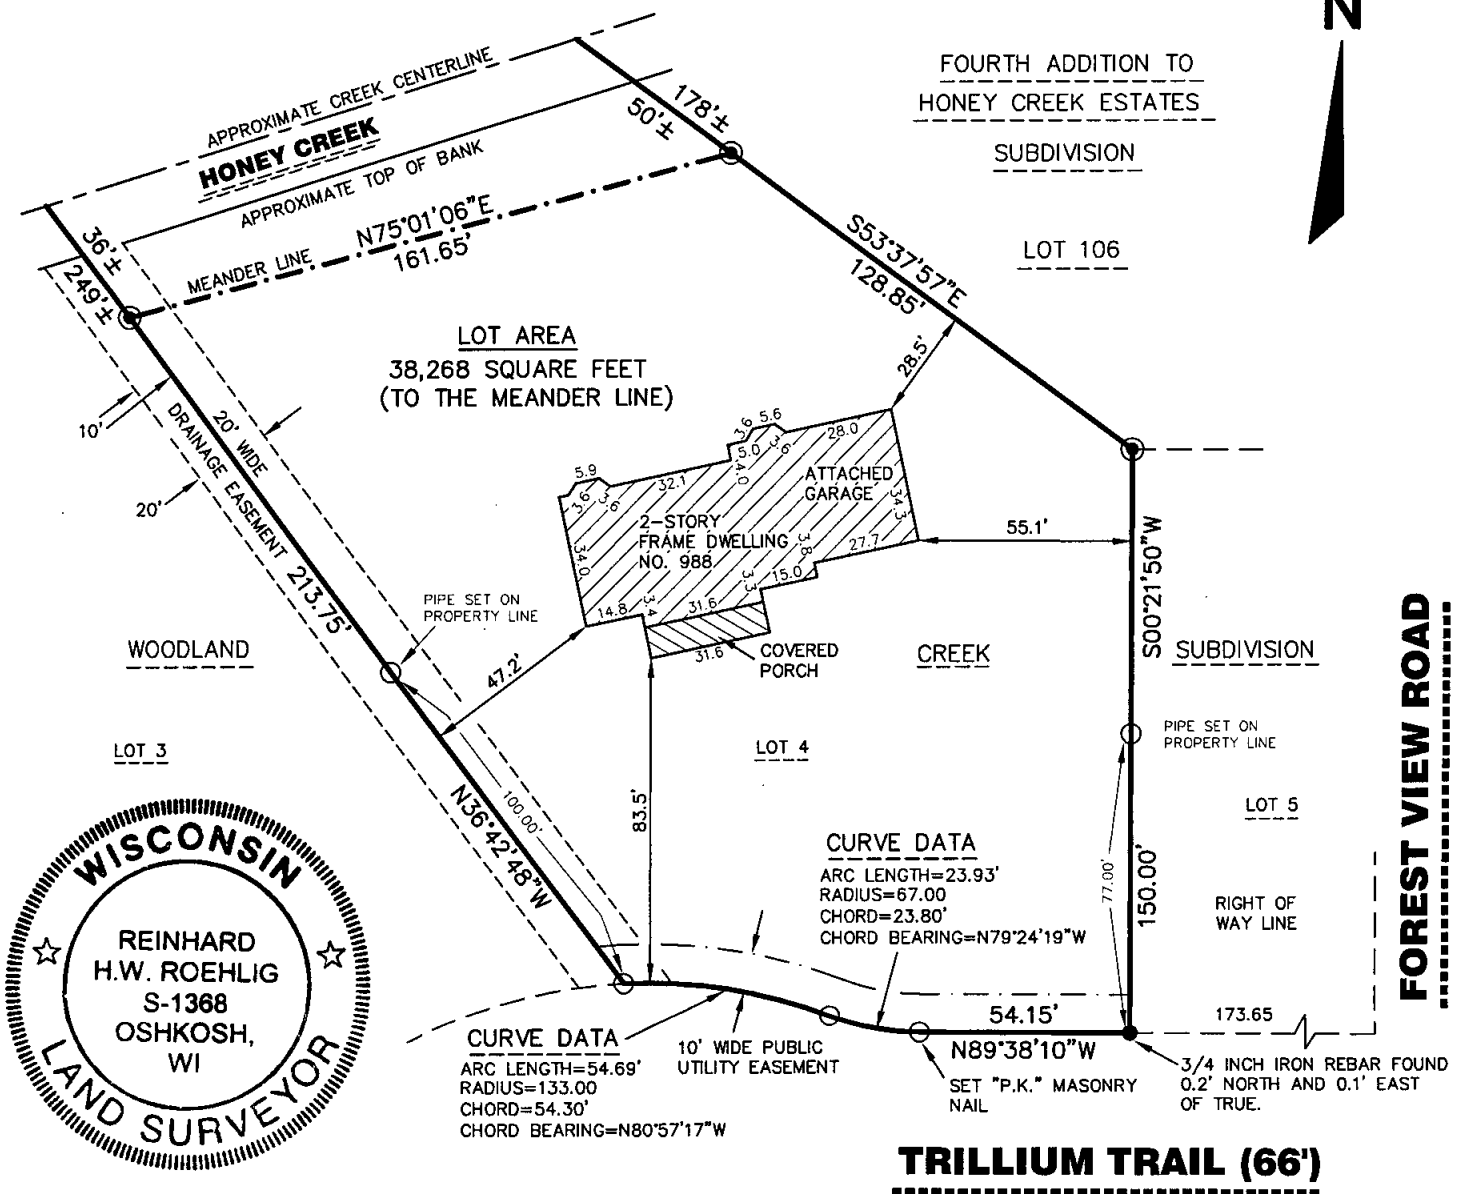 N
FOURTH ADDITION TO
HONEY CREEK ESTATES
SUBDIVISION
LOT 106
APPROXIMATE CREEK CENTERLINE
HONEY CREEK
APPROXIMATE TOP OF BANK
178'±
50'±
N75°01'06"E
161.65'
MEANDER LINE
36'±
249'±
S53°37'57"E
128.85'
LOT AREA
38,268 SQUARE FEET
(TO THE MEANDER LINE)
28.5'
10'
20'
20' WIDE
DRAINAGE EASEMENT
213.75'
5.9
3.6
3.6
32.1
4.0
5.0
3.6
5.6
3.6
28.0
ATTACHED
GARAGE
34.3
2-STORY
FRAME DWELLING
NO. 988
34.0
14.8
3.4
31.6
3.3
15.0
3.8
27.7
31.6
COVERED
PORCH
55.1'
S00°21'50"W
150.00'
PIPE SET ON
PROPERTY LINE
47.2'
WOODLAND
CREEK
SUBDIVISION
LOT 3
LOT 4
LOT 5
PIPE SET ON
PROPERTY LINE
FOREST VIEW ROAD
N36°42'48"W
100.00'
83.5'
77.00'
CURVE DATA
ARC LENGTH=23.93'
RADIUS=67.00
CHORD=23.80'
CHORD BEARING=N79°24'19"W
RIGHT OF
WAY LINE
WISCONSIN
REINHARD
H.W. ROEHLIG
S-1368
OSHKOSH,
WI
LAND SURVEYOR
54.15'
N89°38'10"W
173.65
CURVE DATA
ARC LENGTH=54.69'
RADIUS=133.00
CHORD=54.30'
CHORD BEARING=N80°57'17"W
10' WIDE PUBLIC
UTILITY EASEMENT
SET "P.K." MASONRY
NAIL
3/4 INCH IRON REBAR FOUND
0.2' NORTH AND 0.1' EAST
OF TRUE.
TRILLIUM TRAIL (66')